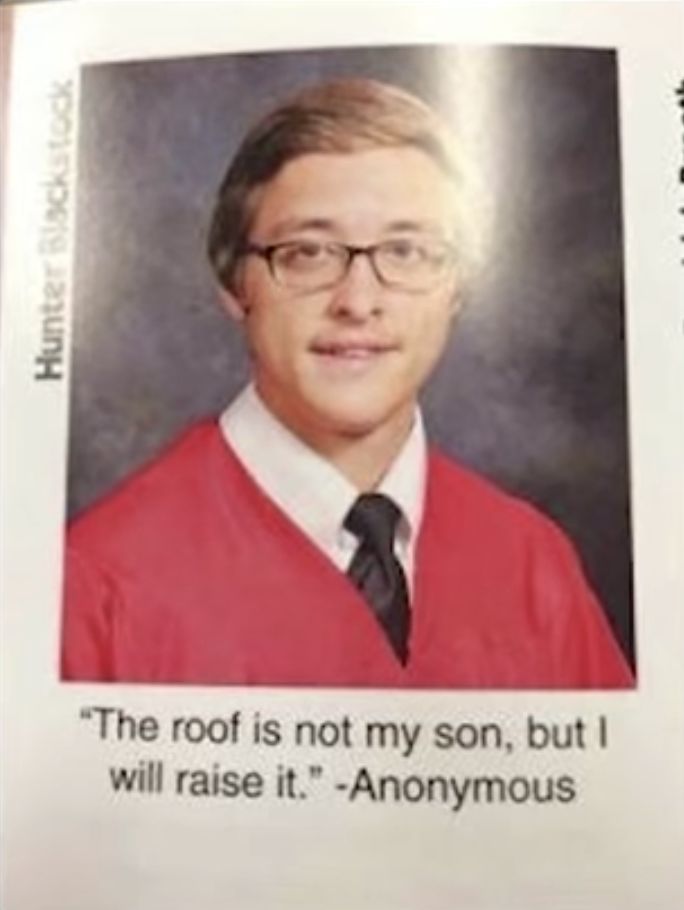 Hunter Blackstock
“The roof is not my son, but I
will raise it.” -Anonymous